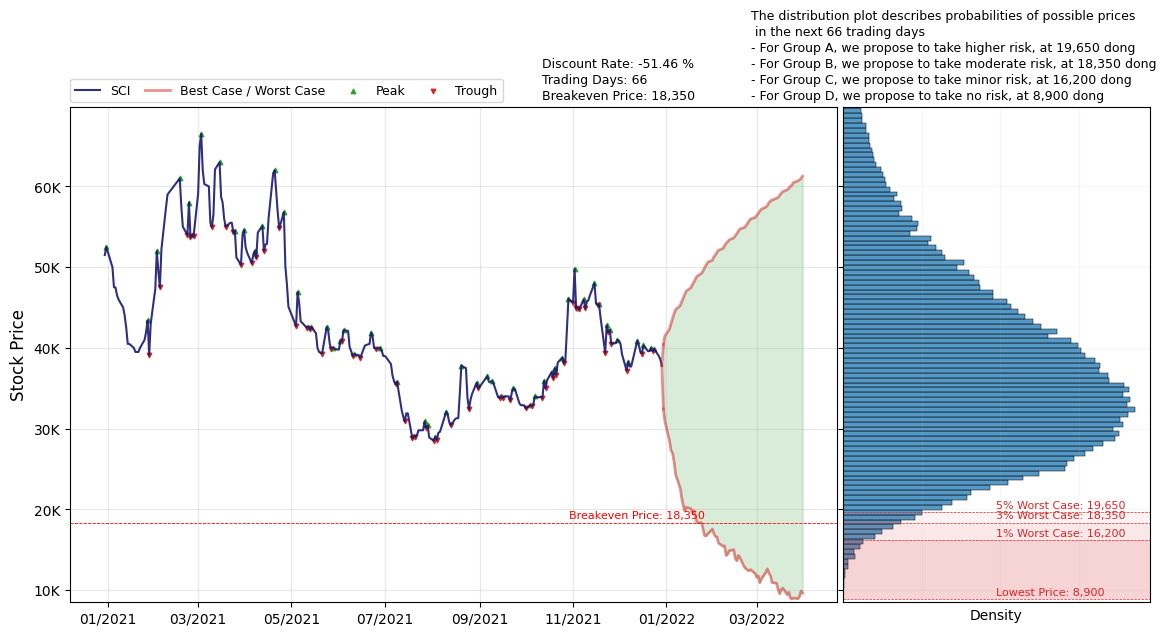 The distribution plot describes probabilities of possible prices
in the next 66 trading days
- For Group A, we propose to take higher risk, at 19,650 dong
- For Group B, we propose to take moderate risk, at 18,350 dong
- For Group C, we propose to take minor risk, at 16,200 dong
- For Group D, we propose to take no risk, at 8,900 dong
Discount Rate: -51.46 %
Trading Days: 66
Breakeven Price: 18,350
SCI
Best Case / Worst Case
Peak
Trough
Stock Price
60K
50K
40K
30K
20K
10K
Breakeven Price: 18,350
01/2021
03/2021
05/2021
07/2021
09/2021
11/2021
01/2022
03/2022
5% Worst Case: 19,650
3% Worst Case: 18,350
1% Worst Case: 16,200
Lowest Price: 8,900
Density